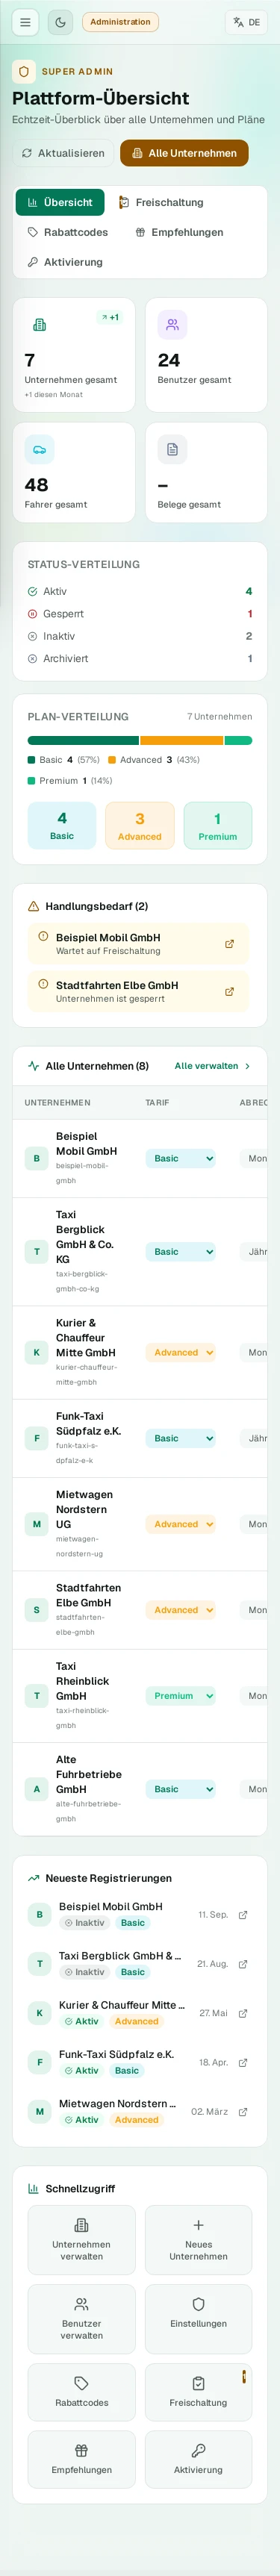 Administration
DE
SUPER ADMIN
Plattform-Übersicht
Echtzeit-Überblick über alle Unternehmen und Pläne
Aktualisieren
Alle Unternehmen
Übersicht
Freischaltung
Rabattcodes
Empfehlungen
Aktivierung
+1
7
Unternehmen gesamt
+1 diesen Monat
24
Benutzer gesamt
48
Fahrer gesamt
–
Belege gesamt
STATUS-VERTEILUNG
Aktiv 4
Gesperrt 1
Inaktiv 2
Archiviert 1
PLAN-VERTEILUNG 7 Unternehmen
Basic 4 (57%) Advanced 3 (43%)
Premium 1 (14%)
4
Basic
3
Advanced
1
Premium
Handlungsbedarf (2)
Beispiel Mobil GmbH
Wartet auf Freischaltung
Stadtfahrten Elbe GmbH
Unternehmen ist gesperrt
Alle Unternehmen (8) Alle verwalten
UNTERNEHMEN TARIF ABREC
B
Beispiel
Mobil GmbH
beispiel-mobil-
gmbh
Basic
Mon
T
Taxi
Bergblick
GmbH & Co.
KG
taxi-bergblick-
gmbh-co-kg
Basic
Jähr
K
Kurier &
Chauffeur
Mitte GmbH
kurier-chauffeur-
mitte-gmbh
Advanced
Mon
F
Funk-Taxi
Südpfalz e.K.
funk-taxi-s-
dpfalz-e-k
Basic
Jähr
M
Mietwagen
Nordstern
UG
mietwagen-
nordstern-ug
Advanced
Mon
S
Stadtfahrten
Elbe GmbH
stadtfahrten-
elbe-gmbh
Advanced
Mon
T
Taxi
Rheinblick
GmbH
taxi-rheinblick-
gmbh
Premium
Mon
A
Alte
Fuhrbetriebe
GmbH
alte-fuhrbetriebe-
gmbh
Basic
Mon
Neueste Registrierungen
B
Beispiel Mobil GmbH
Inaktiv Basic
11. Sep.
T
Taxi Bergblick GmbH & ...
Inaktiv Basic
21. Aug.
K
Kurier & Chauffeur Mitte ...
Aktiv Advanced
27. Mai
F
Funk-Taxi Südpfalz e.K.
Aktiv Basic
18. Apr.
M
Mietwagen Nordstern ...
Aktiv Advanced
02. März
Schnellzugriff
Unternehmen
verwalten
Neues
Unternehmen
Benutzer
verwalten
Einstellungen
Rabattcodes
Freischaltung
Empfehlungen
Aktivierung